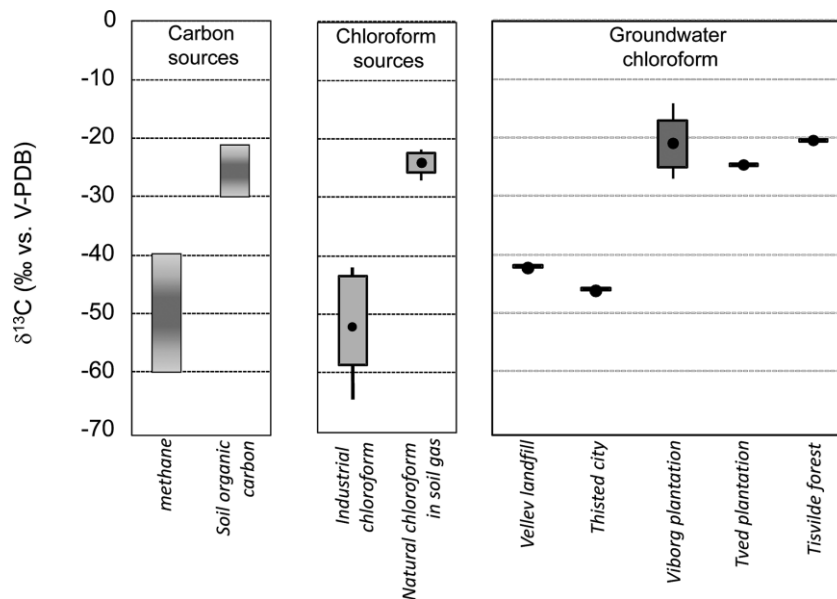 0
-10
-20
-30
-40
-50
-60
-70
δ¹³C (‰ vs. V-PDB)
Carbon
sources
methane
Soil organic
carbon
Chloroform
sources
Industrial
chloroform
Natural chloroform
in soil gas
Groundwater
chloroform
Vellev landfill
Thisted city
Viborg plantation
Tved plantation
Tisvilde forest